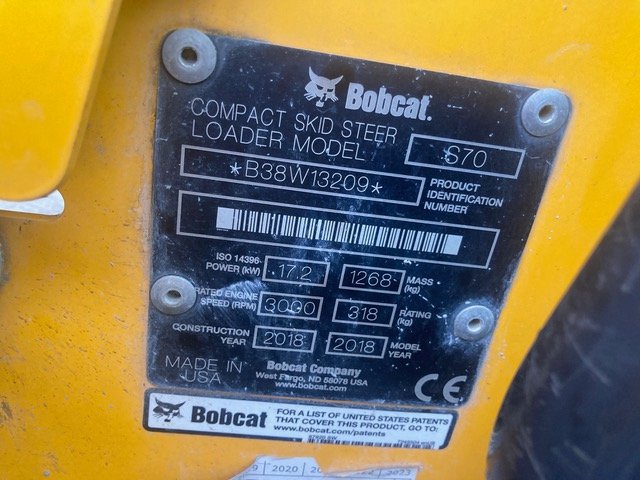 Bobcat.
COMPACT SKID STEER
LOADER MODEL S70
*B38W13209* PRODUCT IDENTIFICATION NUMBER
ISO 14396 POWER (kW) 17.2 1268 MASS (kg)
RATED ENGINE SPEED (RPM) 3000 318 RATING (kg)
CONSTRUCTION YEAR 2018 2018 MODEL YEAR
MADE IN USA
Bobcat Company
West Fargo, ND 58078 USA
www.bobcat.com
CE
Bobcat FOR A LIST OF UNITED STATES PATENTS
THAT COVER THIS PRODUCT, GO TO:
www.bobcat.com/patents
2020 2023